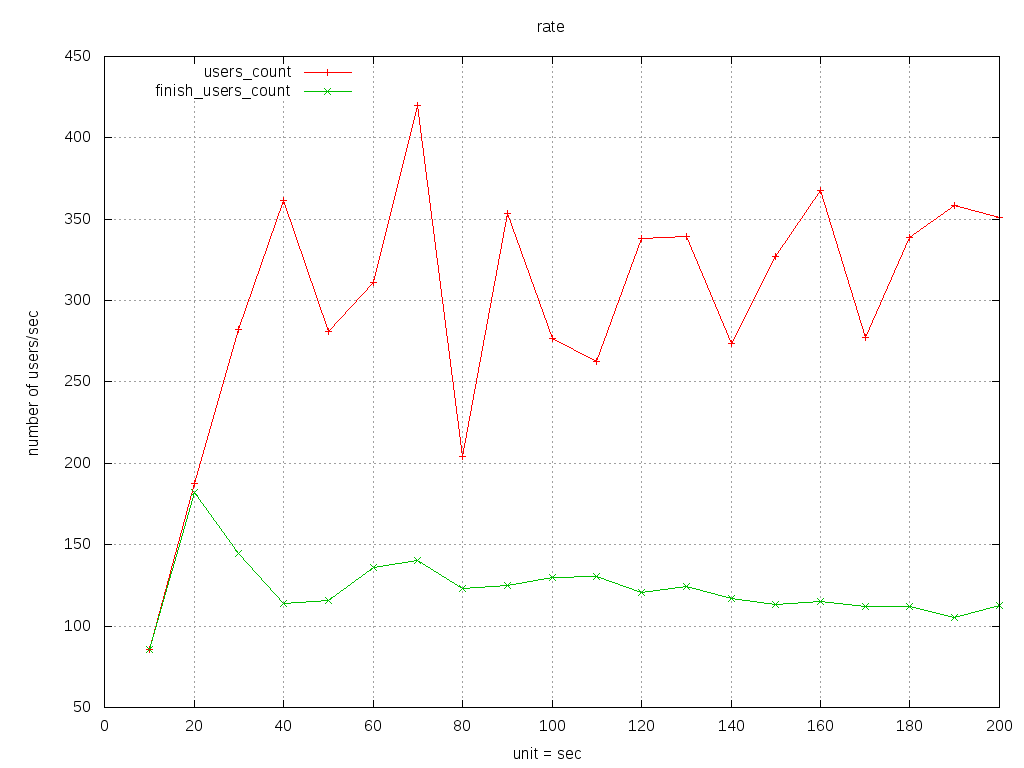 rate
users_count
finish_users_count
450
400
350
300
250
200
150
100
50
number of users/sec
0 20 40 60 80 100 120 140 160 180 200
unit = sec